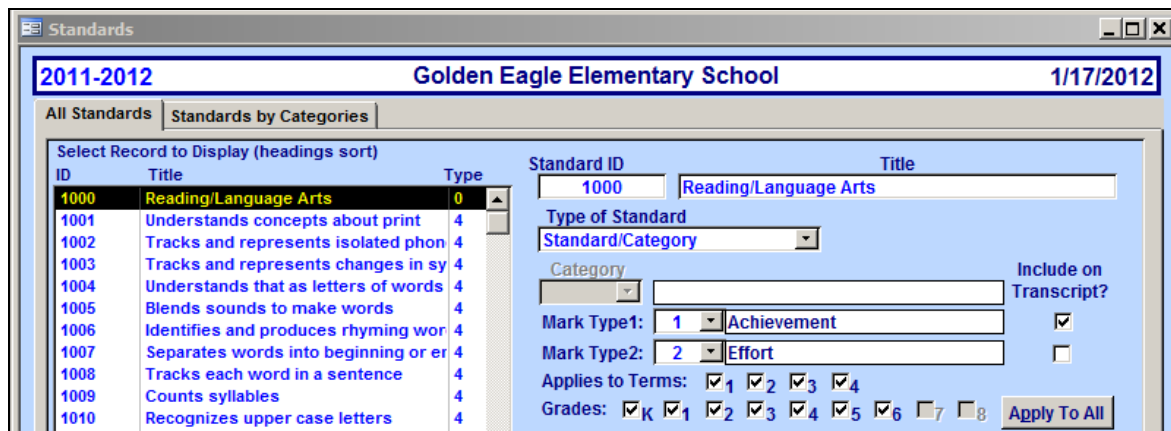 Standards
2011-2012 Golden Eagle Elementary School 1/17/2012
All Standards Standards by Categories
Select Record to Display (headings sort)
ID Title Type
1000 Reading/Language Arts 0
1001 Understands concepts about print 4
1002 Tracks and represents isolated phon 4
1003 Tracks and represents changes in sy 4
1004 Understands that as letters of words 4
1005 Blends sounds to make words 4
1006 Identifies and produces rhyming wor 4
1007 Separates words into beginning or er 4
1008 Tracks each word in a sentence 4
1009 Counts syllables 4
1010 Recognizes upper case letters 4
Standard ID Title
1000 Reading/Language Arts
Type of Standard
Standard/Category
Category Include on
Transcript?
Mark Type1: 1 Achievement
Mark Type2: 2 Effort
Applies to Terms: 1 2 3 4
Grades: K 1 2 3 4 5 6 7 8 Apply To All